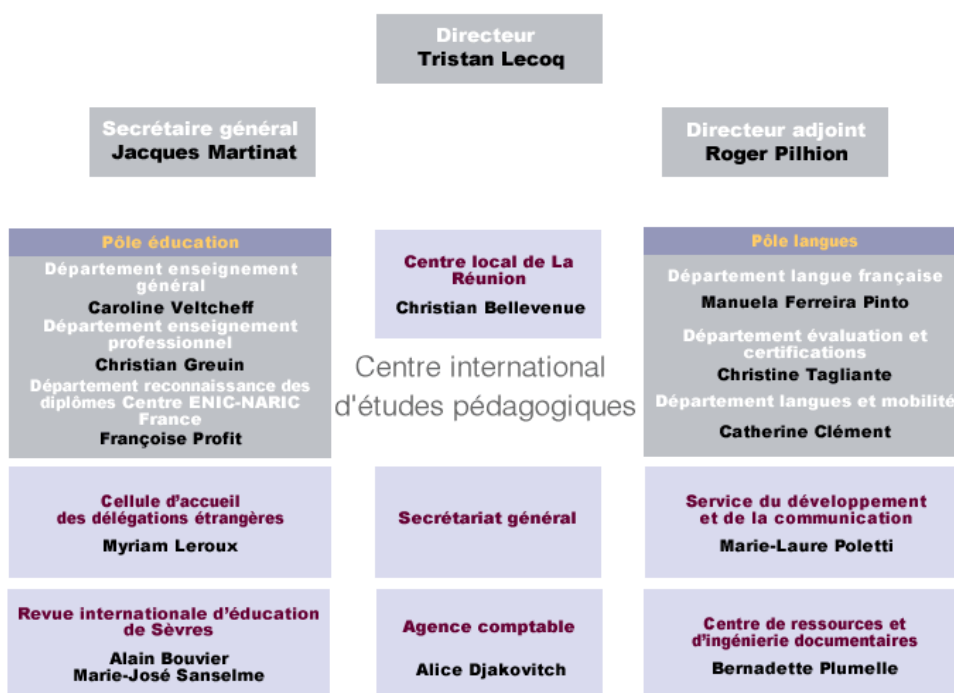 Directeur
Tristan Lecoq
Secrétaire général
Jacques Martinat
Directeur adjoint
Roger Pilhion
Pôle éducation
Département enseignement
général
Caroline Veltcheff
Département enseignement
professionnel
Christian Greuin
Département reconnaissance des
diplômes Centre ENIC-NARIC
France
Françoise Profit
Centre local de La
Réunion
Christian Bellevenue
Centre international
d'études pédagogiques
Pôle langues
Département langue française
Manuela Ferreira Pinto
Département évaluation et
certifications
Christine Tagliante
Département langues et mobilité
Catherine Clément
Cellule d'accueil
des délégations étrangères
Myriam Leroux
Secrétariat général
Service du développement
et de la communication
Marie-Laure Poletti
Revue internationale d'éducation
de Sèvres
Alain Bouvier
Marie-José Sanselme
Agence comptable
Alice Djakovitch
Centre de ressources et
d'ingénierie documentaires
Bernadette Plumelle